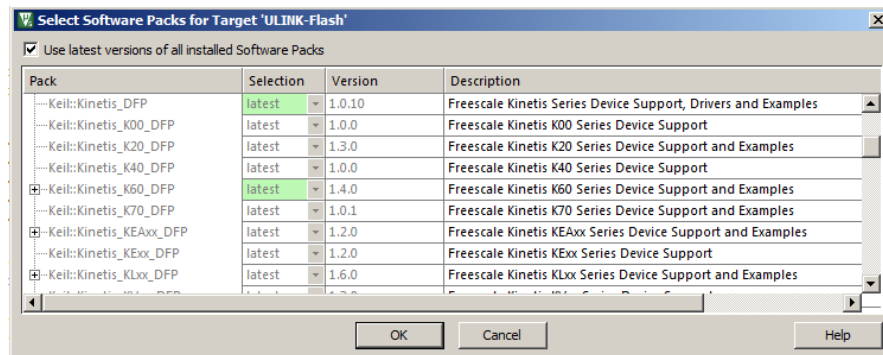 Select Software Packs for Target 'ULINK-Flash'
Use latest versions of all installed Software Packs
Pack Selection Version Description
Keil::Kinetis_DFP latest 1.0.10 Freescale Kinetis Series Device Support, Drivers and Examples
Keil::Kinetis_K00_DFP latest 1.0.0 Freescale Kinetis K00 Series Device Support
Keil::Kinetis_K20_DFP latest 1.3.0 Freescale Kinetis K20 Series Device Support and Examples
Keil::Kinetis_K40_DFP latest 1.0.0 Freescale Kinetis K40 Series Device Support
Keil::Kinetis_K60_DFP latest 1.4.0 Freescale Kinetis K60 Series Device Support and Examples
Keil::Kinetis_K70_DFP latest 1.0.1 Freescale Kinetis K70 Series Device Support and Examples
Keil::Kinetis_KEAxx_DFP latest 1.2.0 Freescale Kinetis KEAxx Series Device Support and Examples
Keil::Kinetis_KExx_DFP latest 1.2.0 Freescale Kinetis KExx Series Device Support
Keil::Kinetis_KLxx_DFP latest 1.6.0 Freescale Kinetis KLxx Series Device Support and Examples
OK Cancel Help